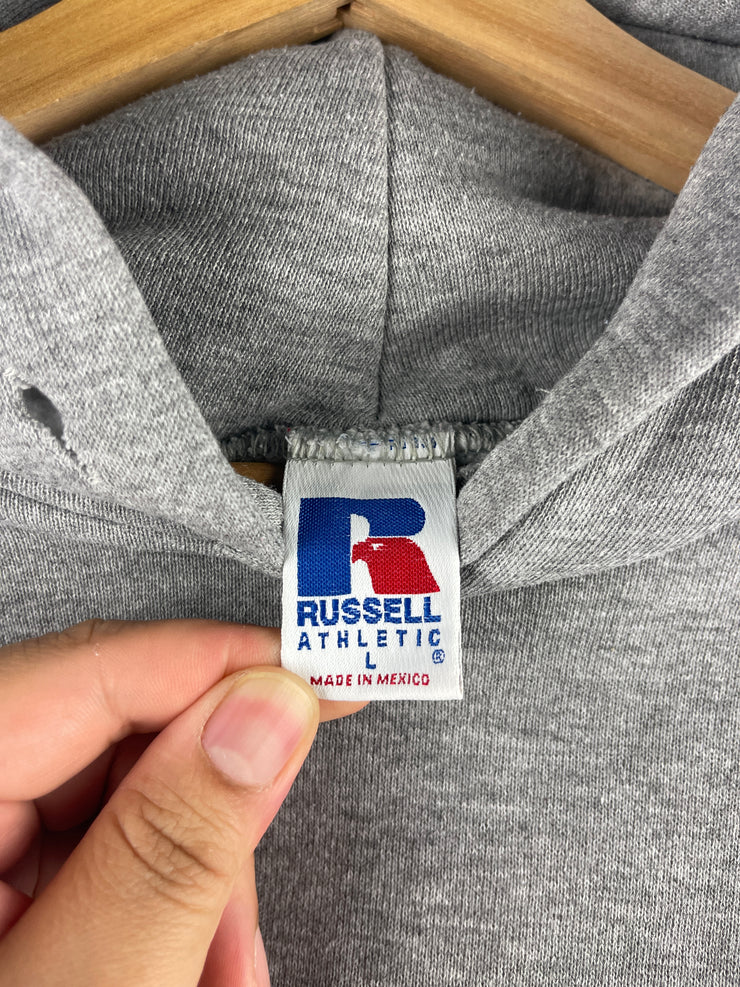 RUSSELL
ATHLETIC
L ®
MADE IN MEXICO